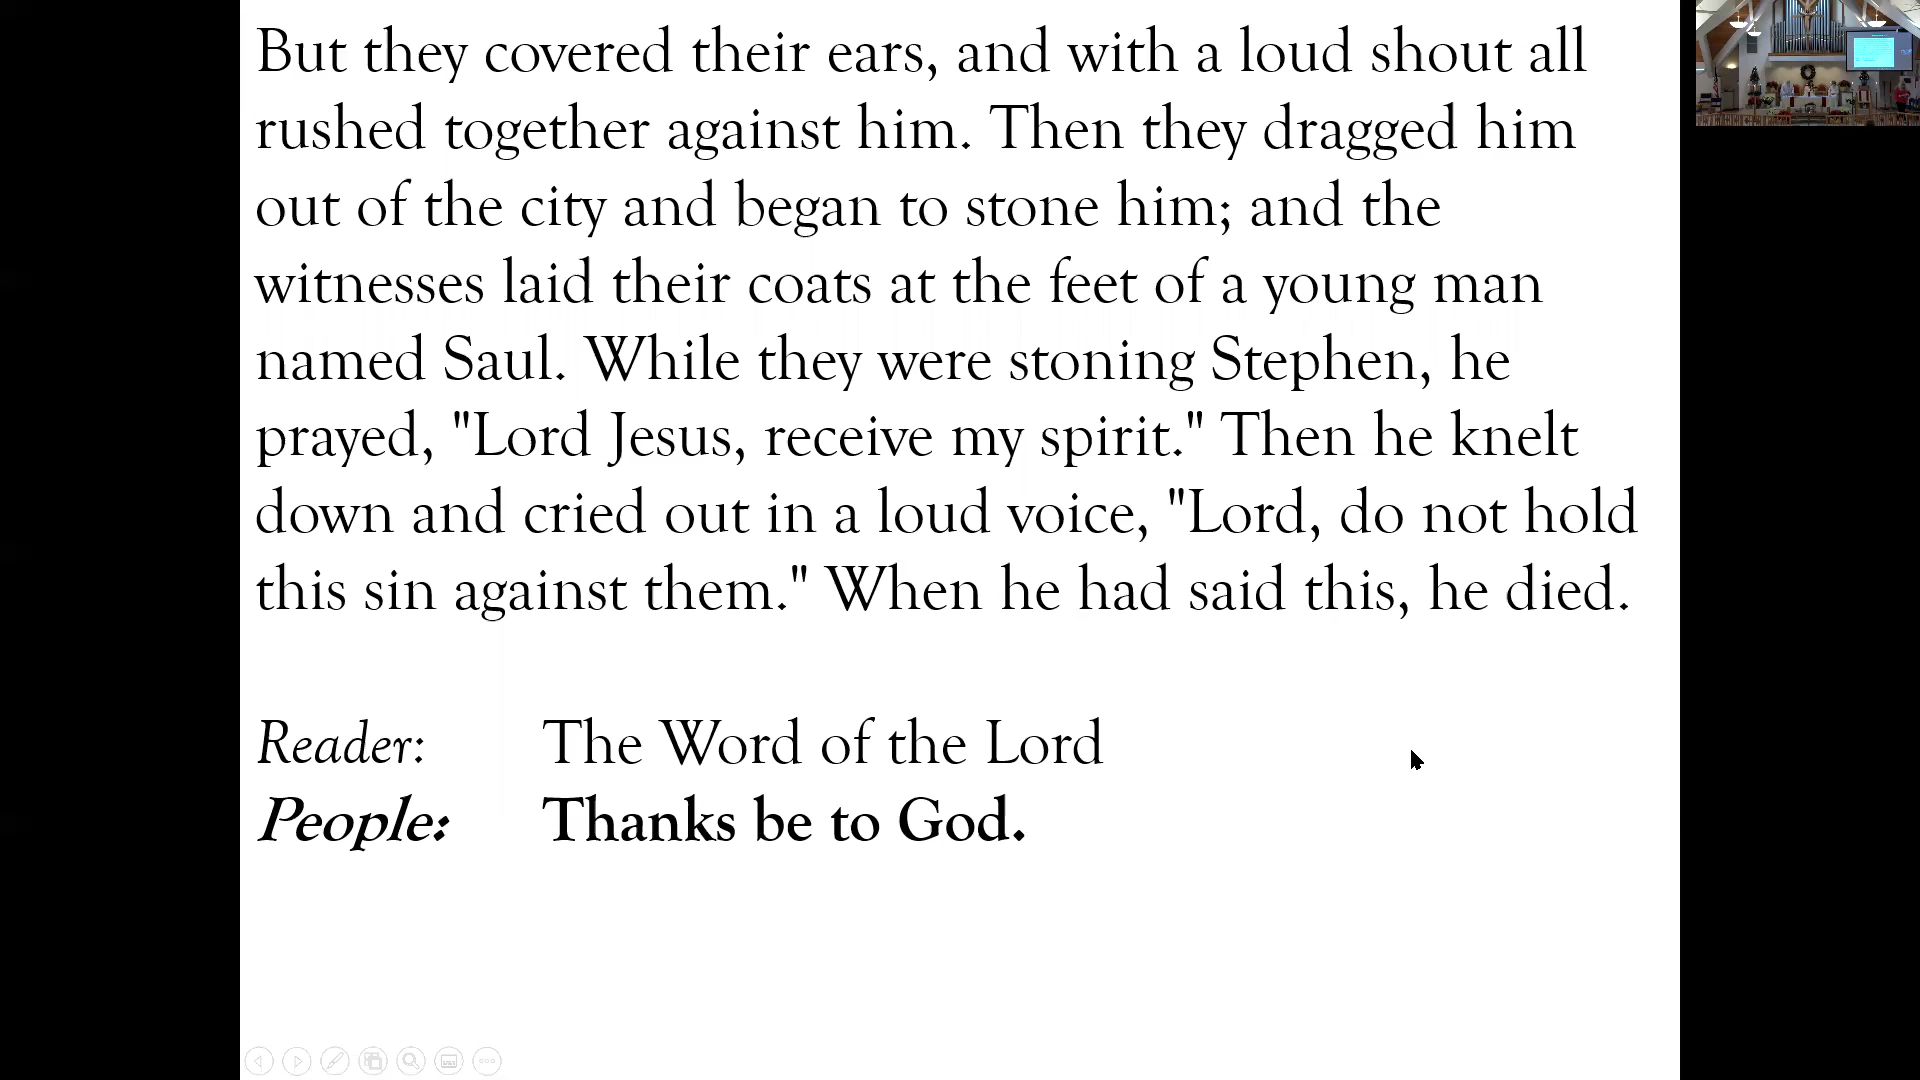 But they covered their ears, and with a loud shout all
rushed together against him. Then they dragged him
out of the city and began to stone him; and the
witnesses laid their coats at the feet of a young man
named Saul. While they were stoning Stephen, he
prayed, "Lord Jesus, receive my spirit." Then he knelt
down and cried out in a loud voice, "Lord, do not hold
this sin against them." When he had said this, he died.
Reader: The Word of the Lord
People: Thanks be to God.